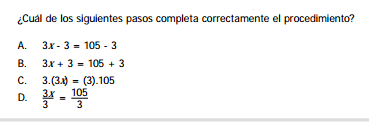 ¿Cuál de los siguientes pasos completa correctamente el procedimiento?
A. 3x - 3 = 105 - 3
B. 3x + 3 = 105 + 3
C. 3.(3x) = (3).105
D. 3x/3 = 105/3